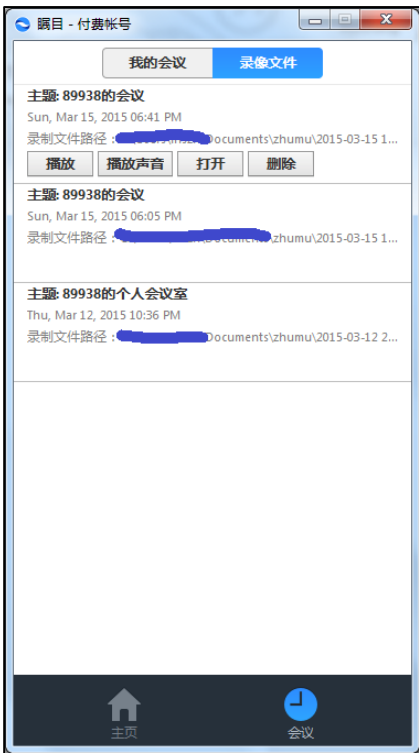 瞩目 - 付费帐号
我的会议 录像文件
主题: 89938的会议
Sun, Mar 15, 2015 06:41 PM
录制文件路径： Documents\zhumu\2015-03-15 1...
播放 播放声音 打开 删除
主题: 89938的会议
Sun, Mar 15, 2015 06:05 PM
录制文件路径： \zhumu\2015-03-15 1...
主题: 89938的个人会议室
Thu, Mar 12, 2015 10:36 PM
录制文件路径： Documents\zhumu\2015-03-12 2...
主页 会议